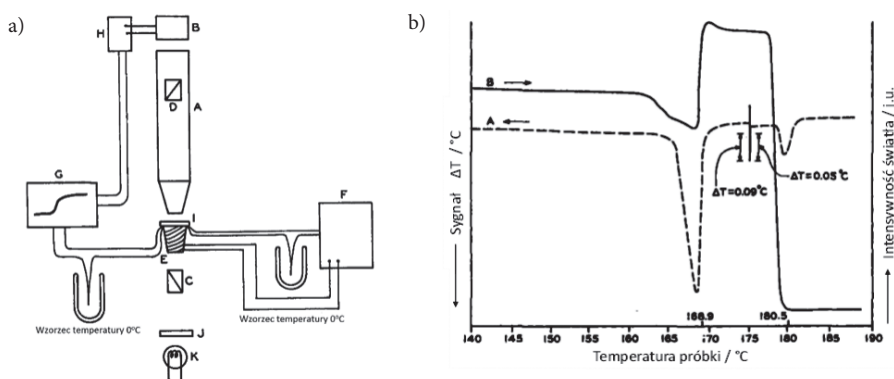 a)
H
B
D
A
G
I
F
E
C
Wzorzec temperatury 0°C
Wzorzec temperatury 0°C
J
K
b)
Sygnał ΔT / °C
B
A
ΔT=0.09°C
ΔT=0.05°C
168.9
180.5
140 145 150 155 160 165 170 175 180 185 190
Temperatura próbki / °C
Intensywność światła / i.u.